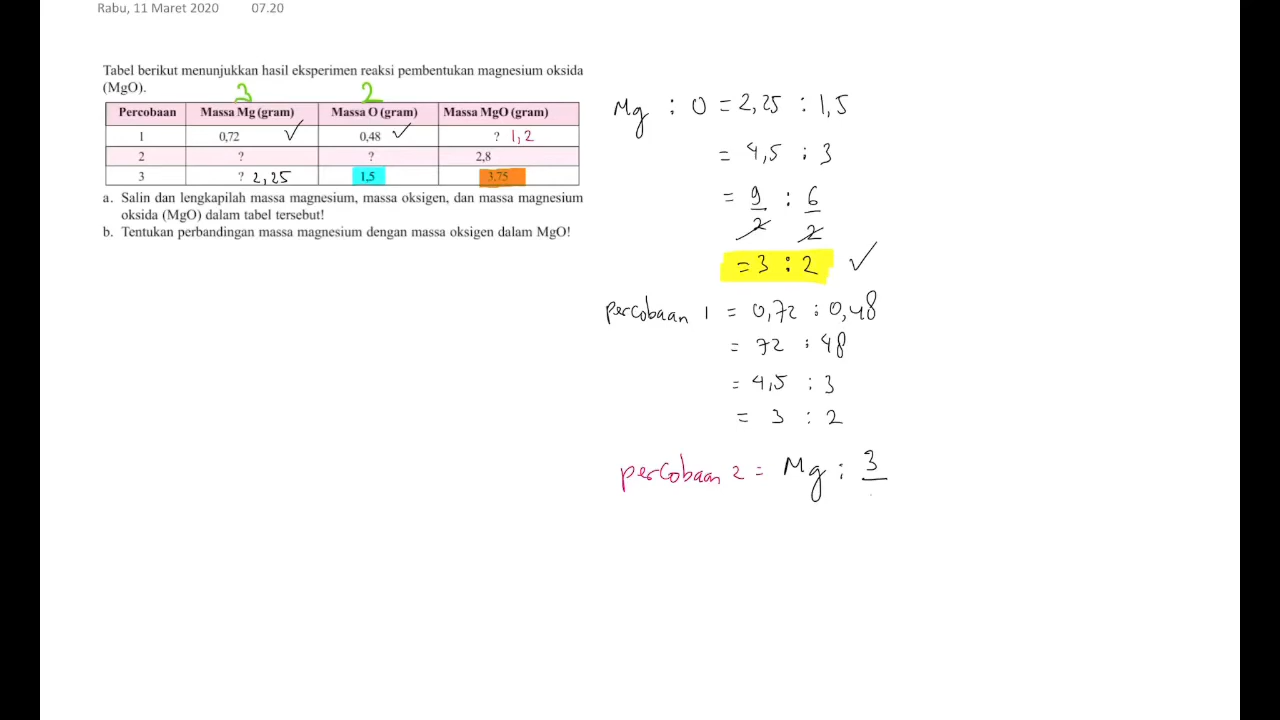 Rabu, 11 Maret 2020 07.20
Tabel berikut menunjukkan hasil eksperimen reaksi pembentukan magnesium oksida
(MgO).
3 2
Percobaan Massa Mg (gram) Massa O (gram) Massa MgO (gram)
1 0,72 ✓ 0,48 ✓ ? 1,2
2 ? ? 2,8
3 ? 2,25 1,5 3,75
a. Salin dan lengkapilah massa magnesium, massa oksigen, dan massa magnesium
oksida (MgO) dalam tabel tersebut!
b. Tentukan perbandingan massa magnesium dengan massa oksigen dalam MgO!
Mg : O = 2,25 : 1,5
= 4,5 : 3
= 9/2 : 6/2
= 3 : 2 ✓
percobaan 1 = 0,72 : 0,48
= 72 : 48
= 4,5 : 3
= 3 : 2
percobaan 2 = Mg : 3